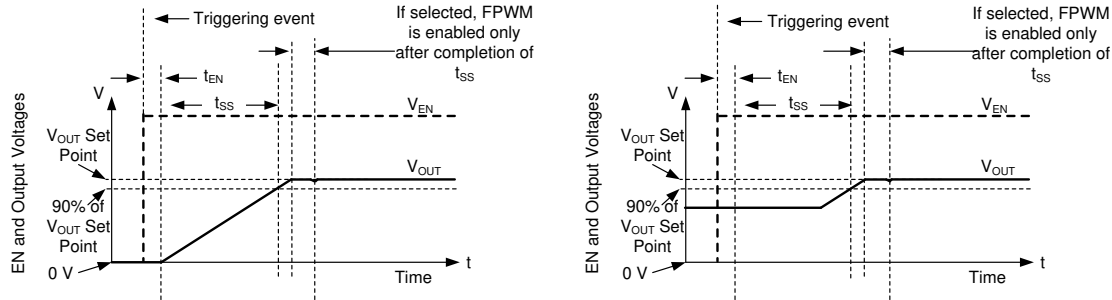 Triggering event
If selected, FPWM
is enabled only
after completion of
tSS
tEN
tSS
V
VEN
VOUT Set
Point
VOUT
90% of
VOUT Set
Point
0 V
Time
t
EN and Output Voltages
Triggering event
If selected, FPWM
is enabled only
after completion of
tSS
tEN
tSS
V
VEN
VOUT Set
Point
VOUT
90% of
VOUT Set
Point
0 V
Time
t
EN and Output Voltages